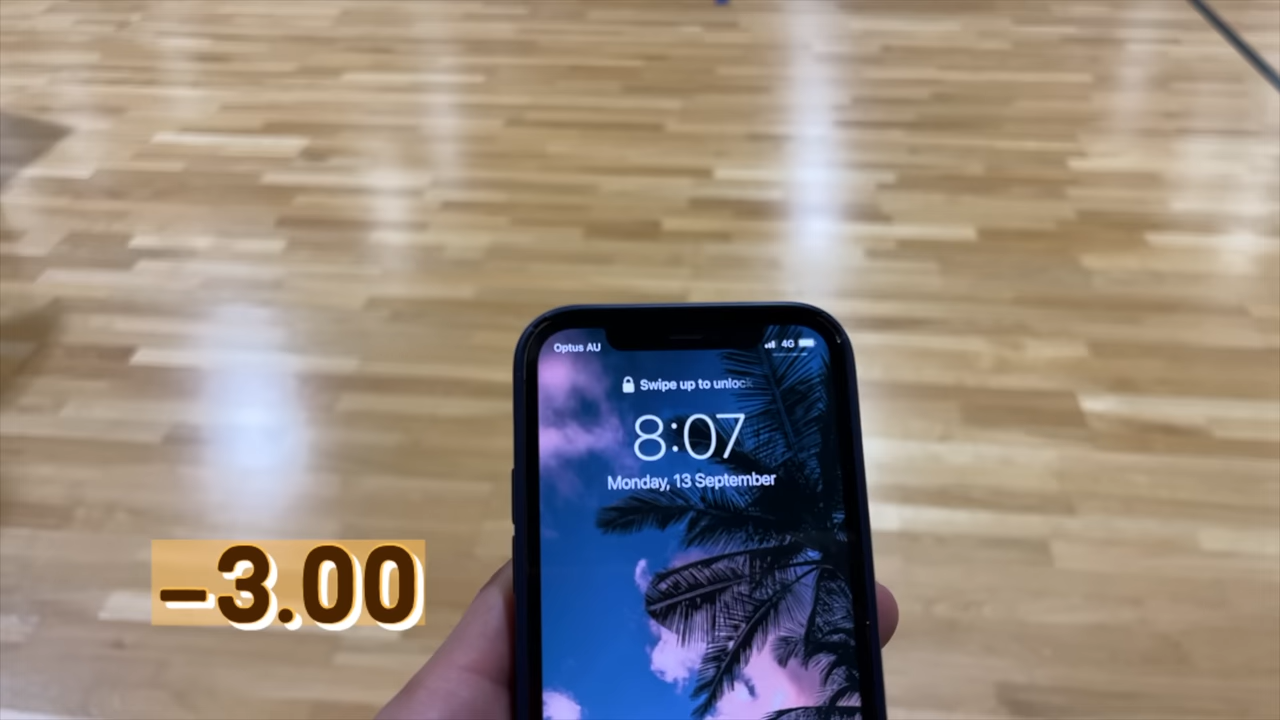 Optus AU
4G
Swipe up to unlock
8:07
Monday, 13 September
-3.00